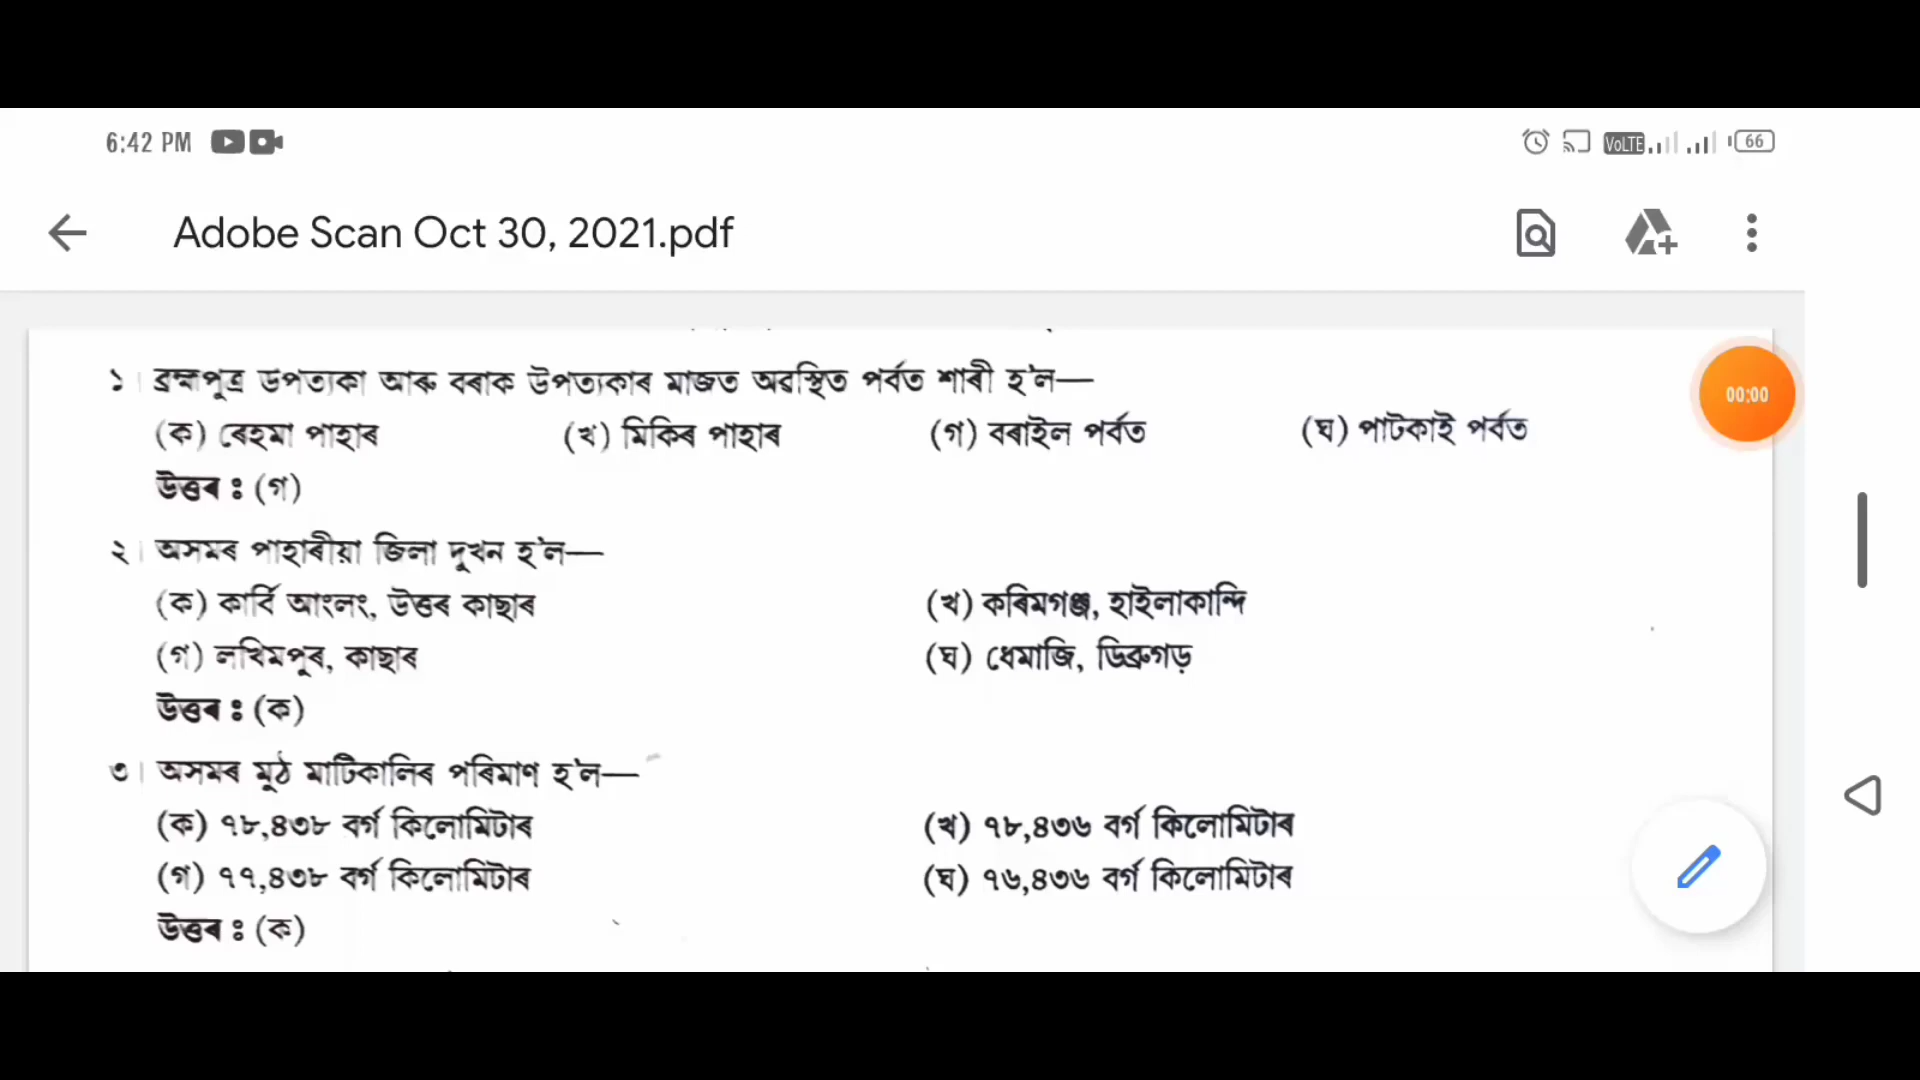 6:42 PM
VoLTE 66
Adobe Scan Oct 30, 2021.pdf
00:00
১। ব্ৰহ্মপুত্ৰ উপত্যকা আৰু বৰাক উপত্যকাৰ মাজত অৱস্থিত পৰ্বত শাৰী হ'ল—
(ক) ৰেহমা পাহাৰ (খ) মিকিৰ পাহাৰ (গ) বৰাইল পৰ্বত (ঘ) পাটকাই পৰ্বত
উত্তৰ ঃ (গ)
২। অসমৰ পাহাৰীয়া জিলা দুখন হ'ল—
(ক) কাৰ্বি আংলং, উত্তৰ কাছাৰ (খ) কৰিমগঞ্জ, হাইলাকান্দি
(গ) লখিমপুৰ, কাছাৰ (ঘ) ধেমাজি, ডিব্ৰুগড়
উত্তৰ ঃ (ক)
৩। অসমৰ মুঠ মাটিকালিৰ পৰিমাণ হ'ল—
(ক) ৭৮,৪৩৮ বৰ্গ কিলোমিটাৰ (খ) ৭৮,৪৩৬ বৰ্গ কিলোমিটাৰ
(গ) ৭৭,৪৩৮ বৰ্গ কিলোমিটাৰ (ঘ) ৭৬,৪৩৬ বৰ্গ কিলোমিটাৰ
উত্তৰ ঃ (ক)